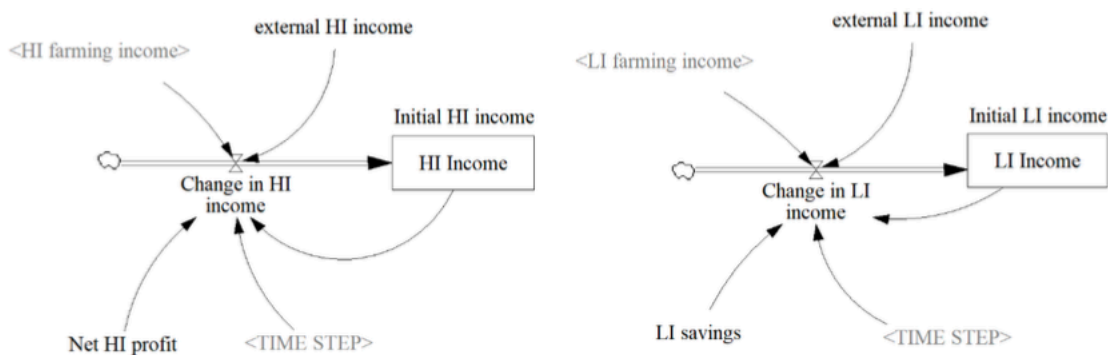 external HI income
<HI farming income>
Initial HI income
HI Income
Change in HI
income
Net HI profit
<TIME STEP>
external LI income
<LI farming income>
Initial LI income
LI Income
Change in LI
income
LI savings
<TIME STEP>